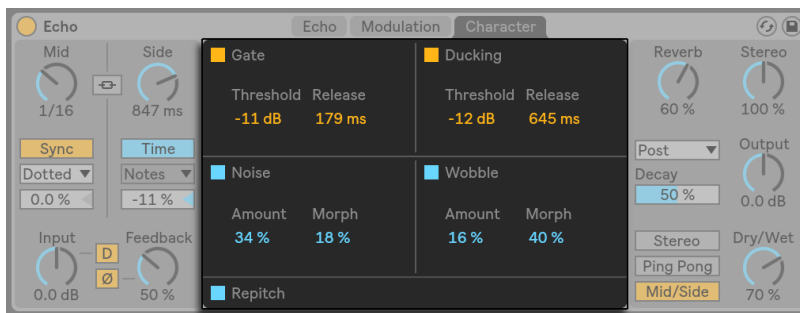 Echo
Echo Modulation Character
Mid Side
1/16 847 ms
Sync Time
Dotted Notes
0.0 % -11 %
Input Feedback
D
Ø
0.0 dB 50 %
Gate
Threshold Release
-11 dB 179 ms
Ducking
Threshold Release
-12 dB 645 ms
Noise
Amount Morph
34 % 18 %
Wobble
Amount Morph
16 % 40 %
Repitch
Reverb Stereo
60 % 100 %
Post
Decay
50 %
Output
0.0 dB
Stereo
Ping Pong
Mid/Side
Dry/Wet
70 %